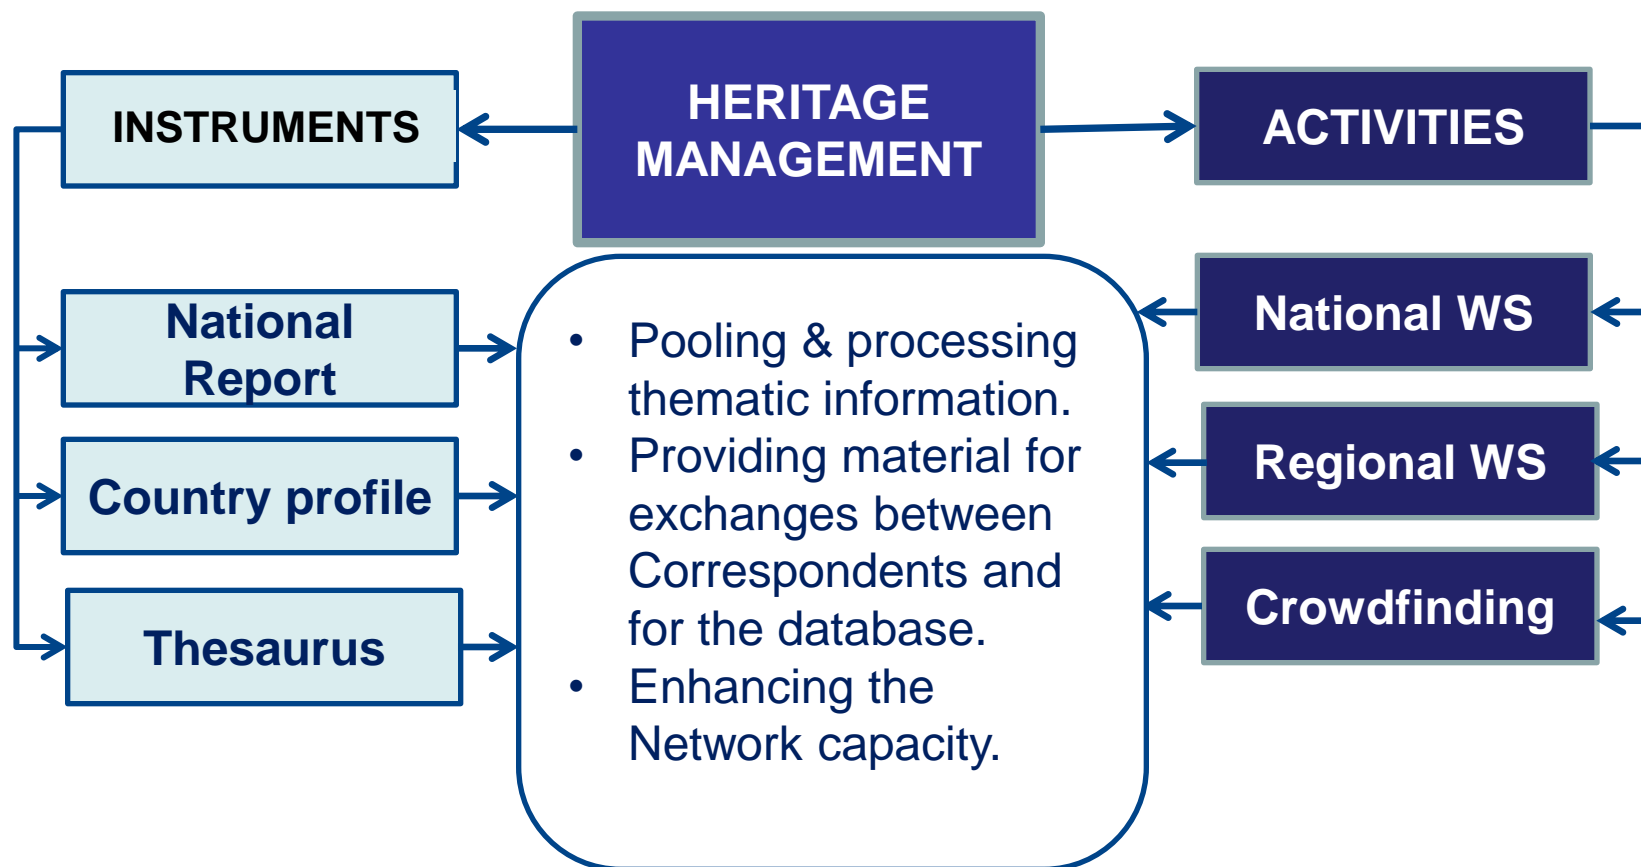 HERITAGE
MANAGEMENT
INSTRUMENTS
ACTIVITIES
National
Report
Country profile
Thesaurus
• Pooling & processing
thematic information.
• Providing material for
exchanges between
Correspondents and
for the database.
• Enhancing the
Network capacity.
National WS
Regional WS
Crowdfinding